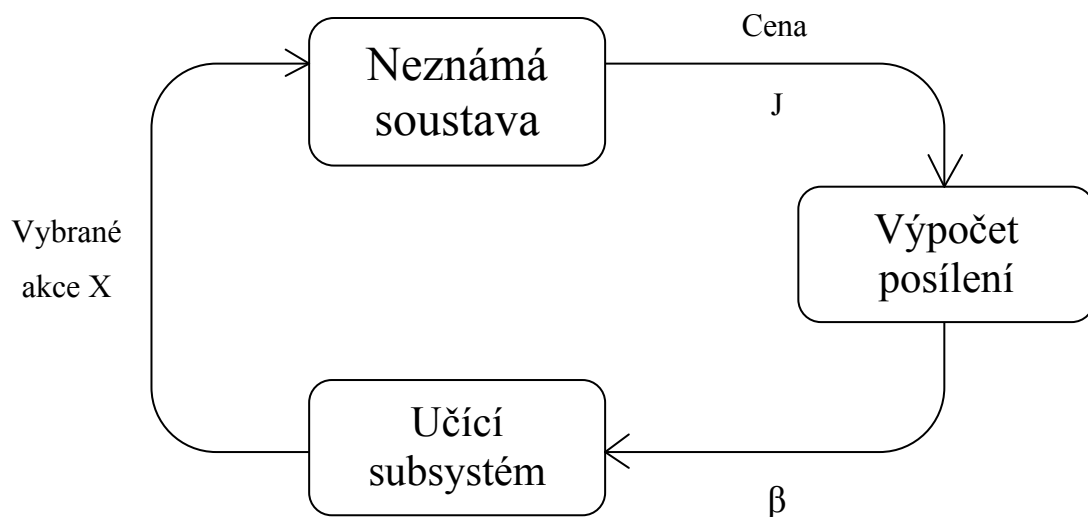 Cena
Neznámá
soustava
J
Výpočet
posílení
Vybrané
akce X
Učící
subsystém
β